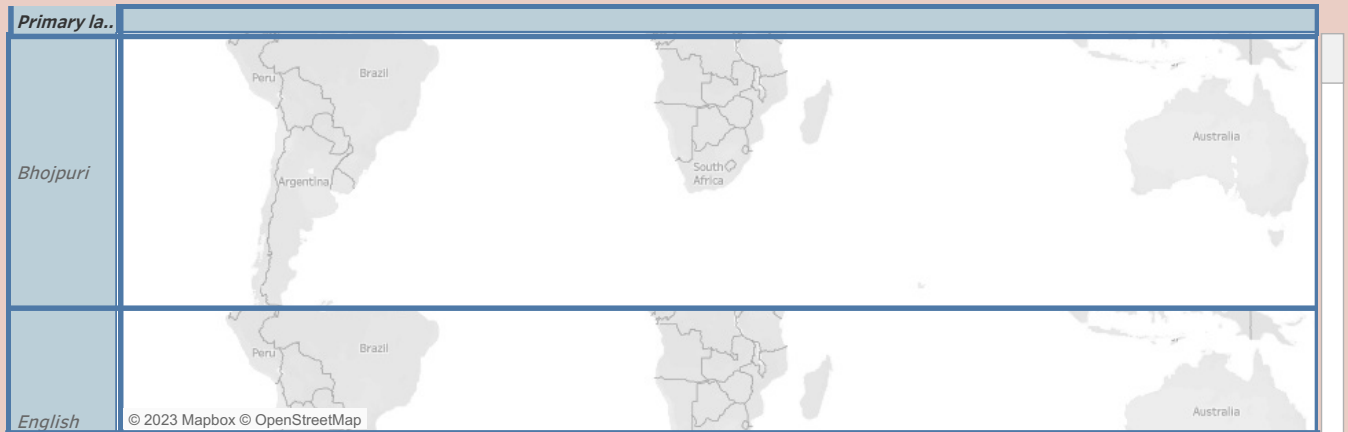 Primary la..
Bhojpuri
Peru
Brazil
Argentina
South
Africa
Australia
English
Peru
Brazil
Australia
© 2023 Mapbox © OpenStreetMap